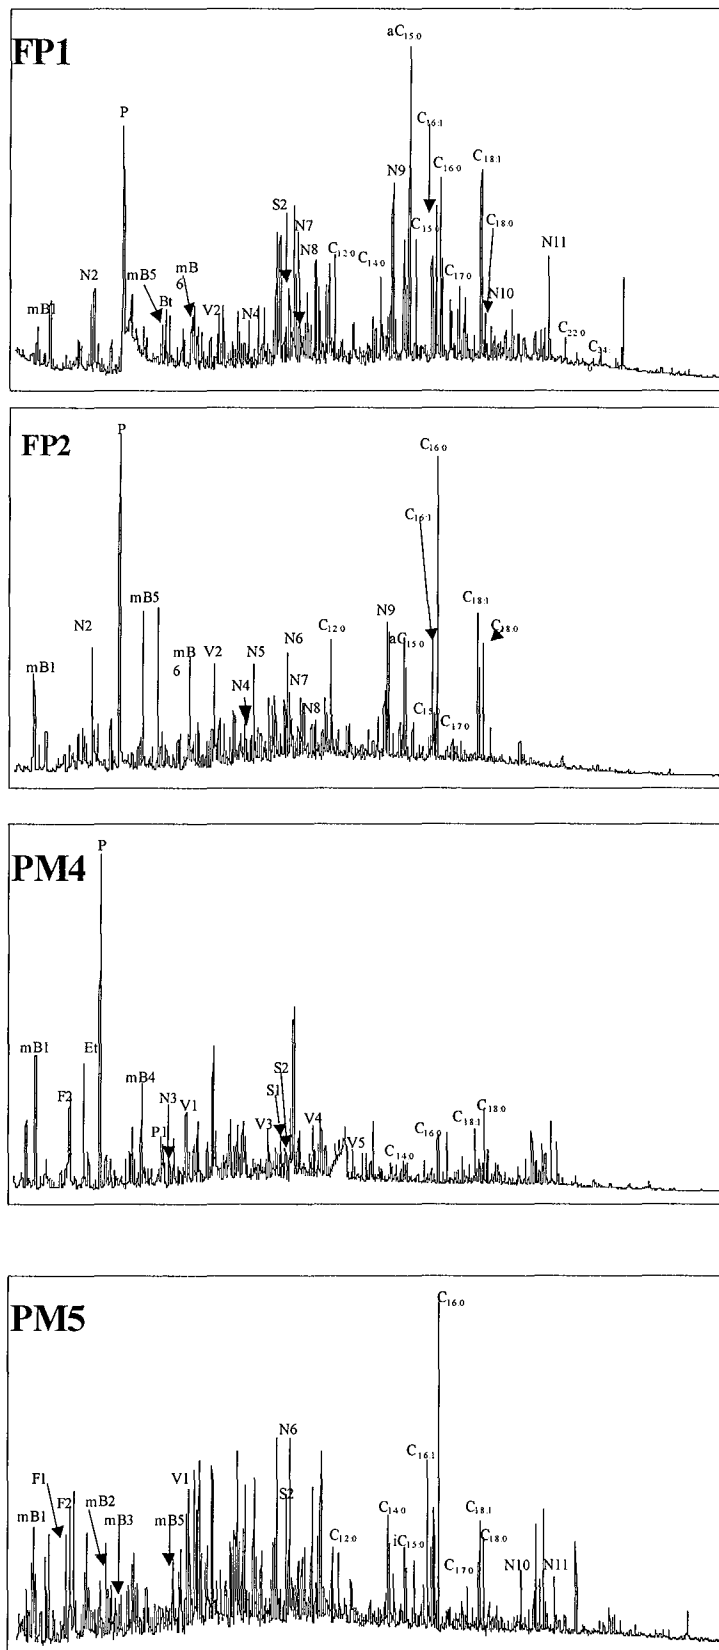 FP1
aC15:0
P
C16:1
C16:0
C18:1
N9
S2
N7
C15:0
C18:0
N8
C12:0
C14:0
N11
N2
mB5
mB
6
C17:0
N10
mB1
Bt
V2
N4
C22:0
FP2
P
C16:0
C16:1
mB5
C18:1
C18:0
N2
N9
mB
6
V2
N5
N6
C12:0
aC15:0
mB1
N4
N7
N8
C17:0
PM4
P
mB1
Et
S2
mB4
S1
F2
N3
P1
V1
V3
V4
C18:0
C18:1
C16:0
V5
C14:0
PM5
C16:0
N6
C16:1
F1
V1
S2
mB1
F2
mB2
mB3
mB5
C14:0
C18:1
C12:0
iC15:0
C18:0
C17:0
N10
N11